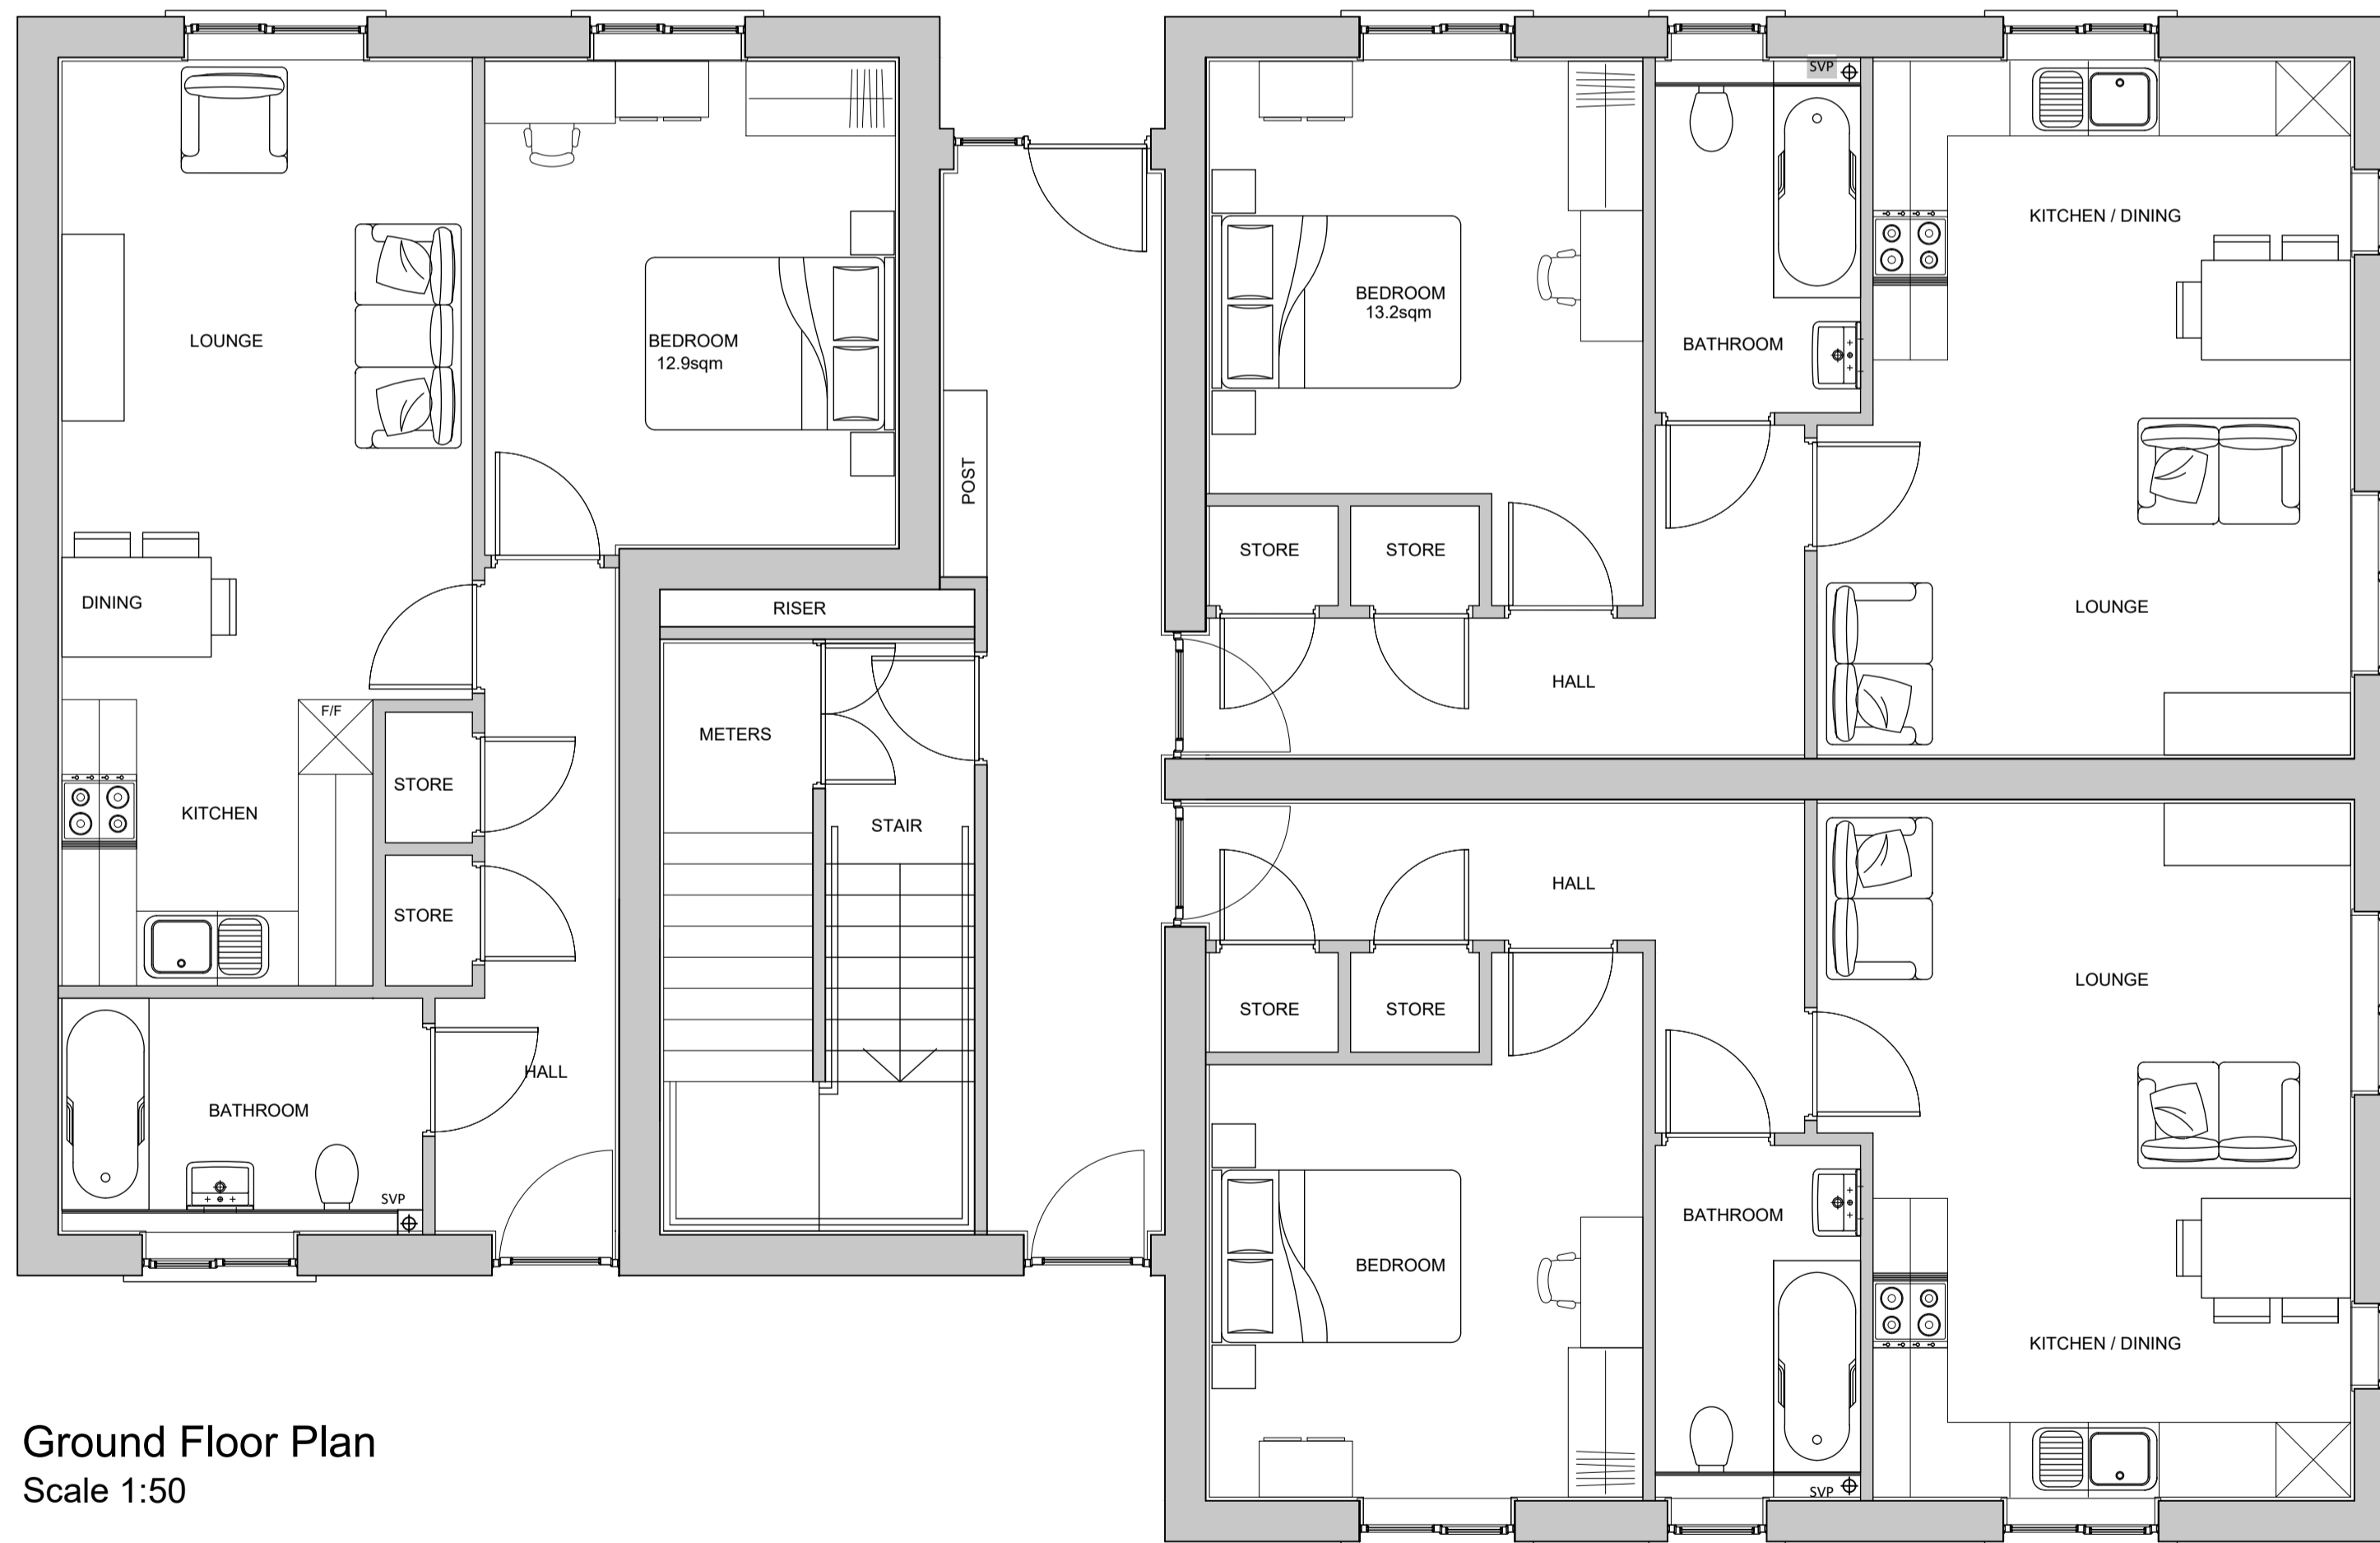 SVP
KITCHEN / DINING
BEDROOM
13.2sqm
LOUNGE
BEDROOM
12.9sqm
BATHROOM
POST
STORE
STORE
DINING
RISER
LOUNGE
HALL
F/F
METERS
STORE
KITCHEN
STAIR
HALL
STORE
LOUNGE
STORE
STORE
HALL
BATHROOM
SVP
BATHROOM
BEDROOM
KITCHEN / DINING
Ground Floor Plan
Scale 1:50
SVP